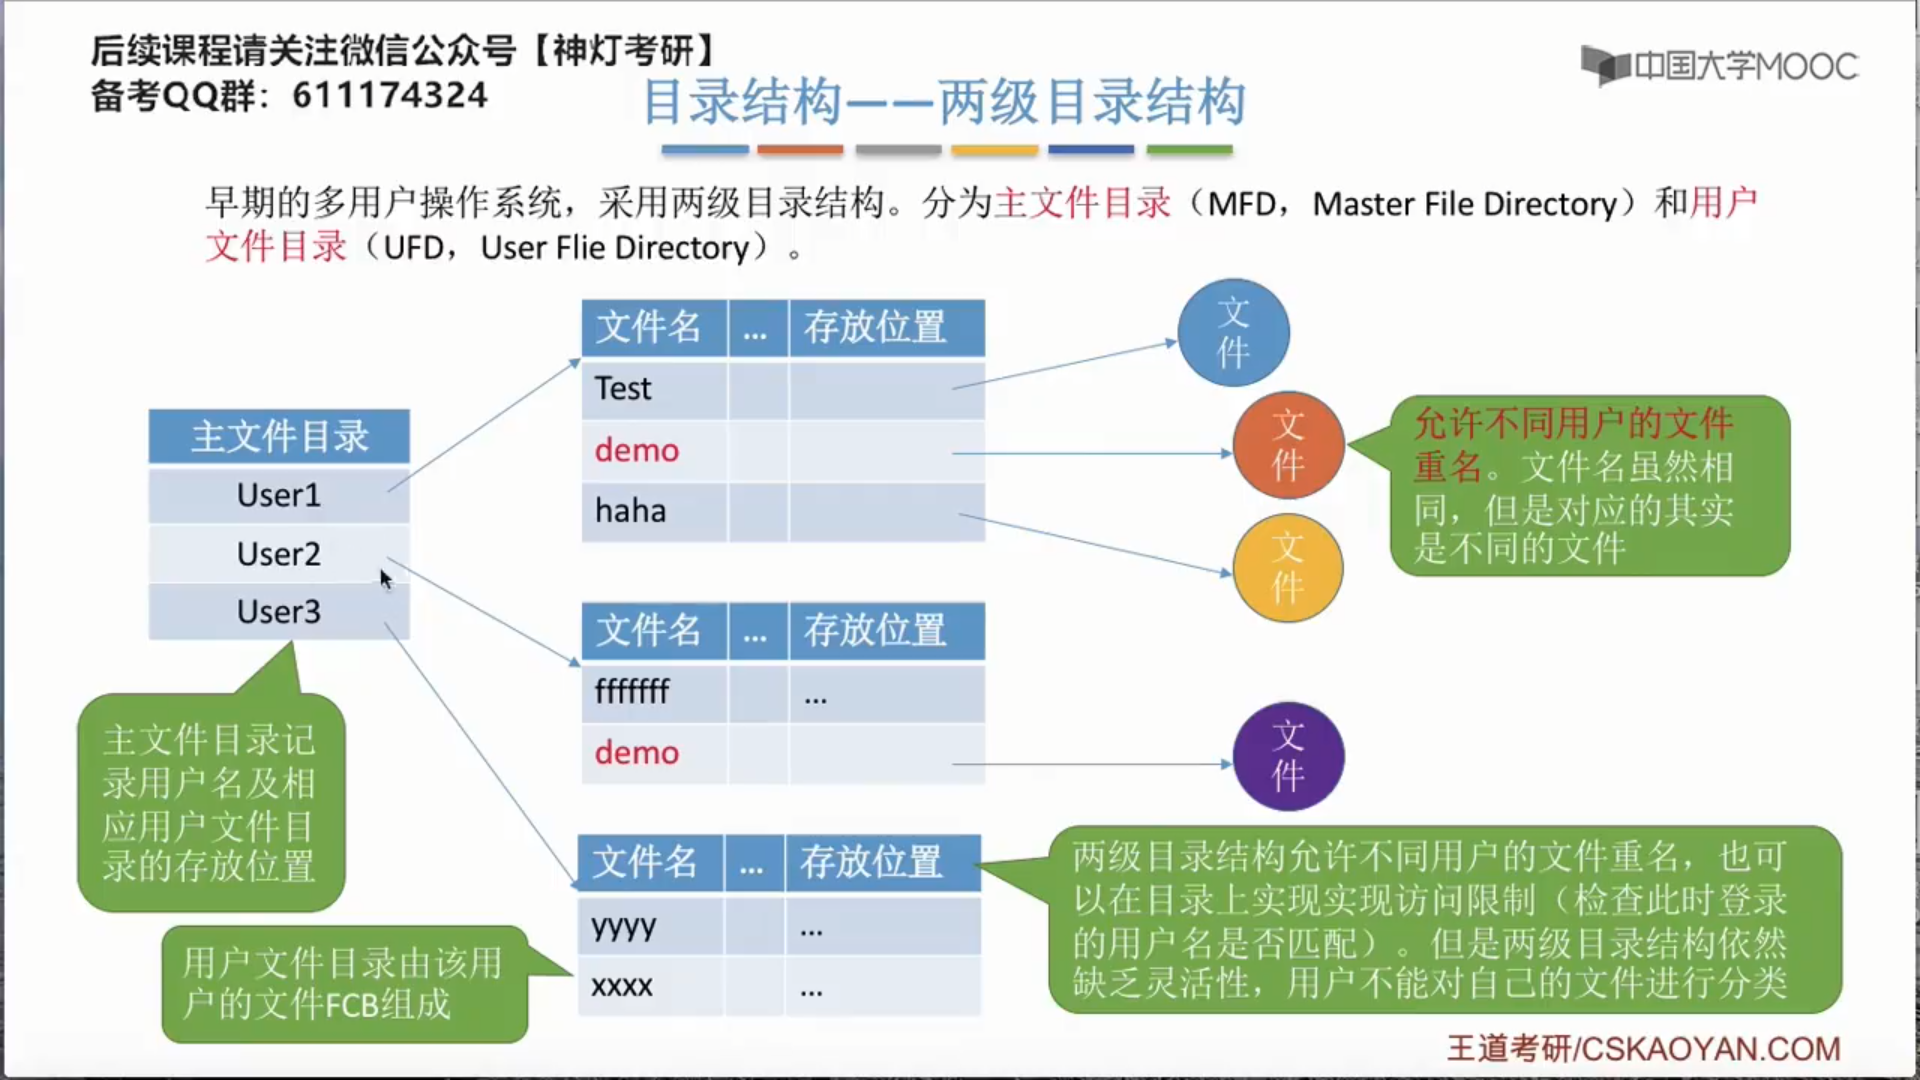 后续课程请关注微信公众号【神灯考研】
备考QQ群：611174324
中国大学MOOC
目录结构——两级目录结构
早期的多用户操作系统，采用两级目录结构。分为主文件目录（MFD，Master File Directory）和用户
文件目录（UFD，User Flie Directory）。
主文件目录
User1
User2
User3
文件名 ... 存放位置
Test
demo
haha
文件名 ... 存放位置
fffffff ...
demo
文件名 ... 存放位置
yyyy ...
xxxx ...
文
件
文
件
文
件
文
件
允许不同用户的文件
重名。文件名虽然相
同，但是对应的其实
是不同的文件
主文件目录记
录用户名及相
应用户文件目
录的存放位置
用户文件目录由该用
户的文件FCB组成
两级目录结构允许不同用户的文件重名，也可
以在目录上实现实现访问限制（检查此时登录
的用户名是否匹配）。但是两级目录结构依然
缺乏灵活性，用户不能对自己的文件进行分类
王道考研/CSKAOYAN.COM